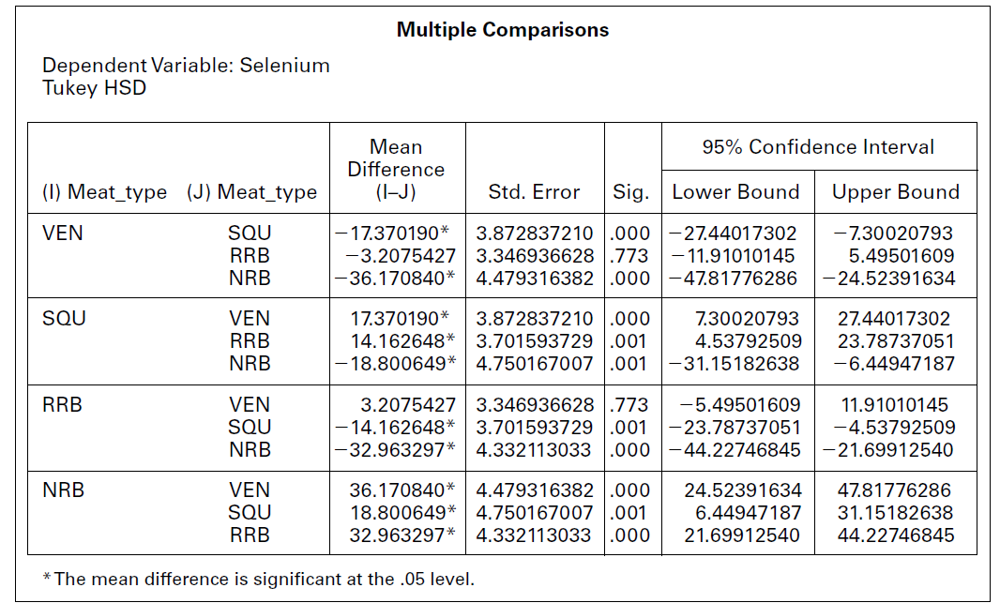 Multiple Comparisons
Dependent Variable: Selenium
Tukey HSD
Mean
Difference
95% Confidence Interval
(I) Meat_type (J) Meat_type (I–J) Std. Error Sig. Lower Bound Upper Bound
VEN SQU −17.370190* 3.872837210 .000 −27.44017302 −7.30020793
RRB −3.2075427 3.346936628 .773 −11.91010145 5.49501609
NRB −36.170840* 4.479316382 .000 −47.81776286 −24.52391634
SQU VEN 17.370190* 3.872837210 .000 7.30020793 27.44017302
RRB 14.162648* 3.701593729 .001 4.53792509 23.78737051
NRB −18.800649* 4.750167007 .001 −31.15182638 −6.44947187
RRB VEN 3.2075427 3.346936628 .773 −5.49501609 11.91010145
SQU −14.162648* 3.701593729 .001 −23.78737051 −4.53792509
NRB −32.963297* 4.332113033 .000 −44.22746845 −21.69912540
NRB VEN 36.170840* 4.479316382 .000 24.52391634 47.81776286
SQU 18.800649* 4.750167007 .001 6.44947187 31.15182638
RRB 32.963297* 4.332113033 .000 21.69912540 44.22746845
*The mean difference is significant at the .05 level.